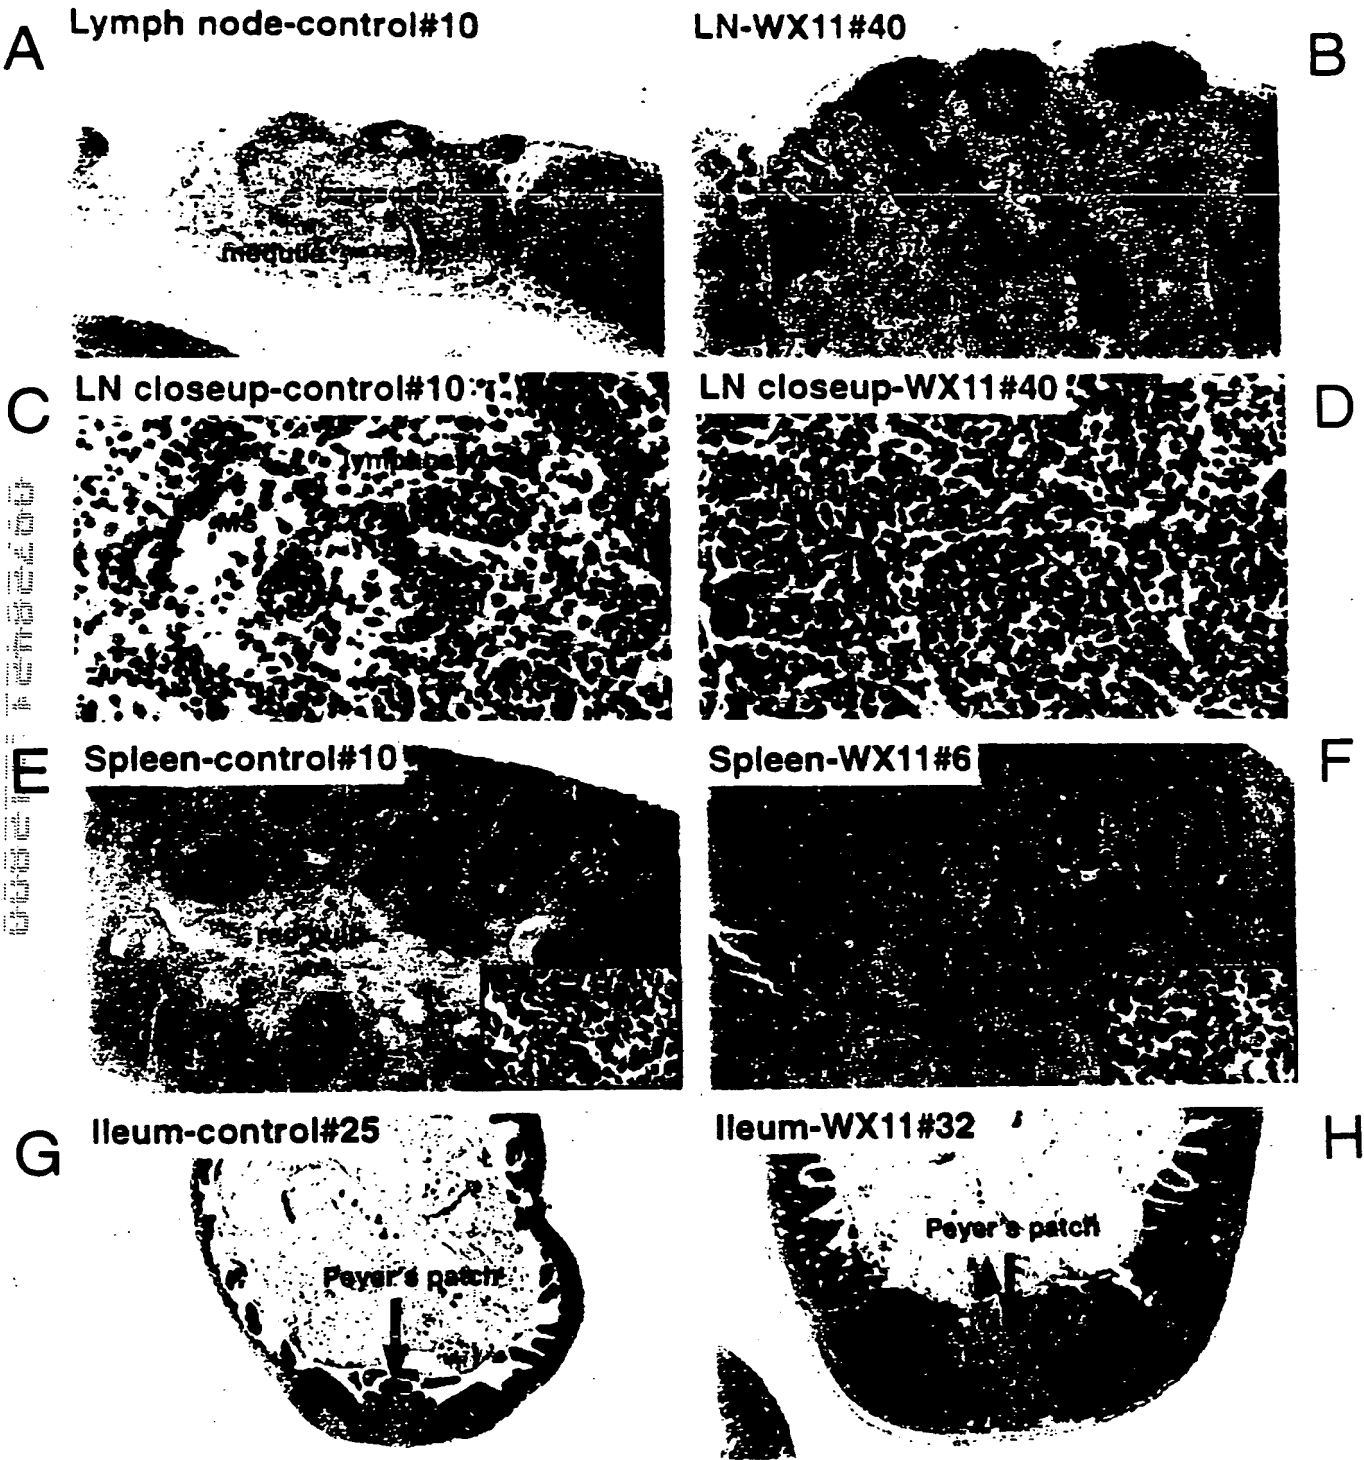 A
Lymph node-control#10
LN-WX11#40
B
medulla
C
LN closeup-control#10
LN closeup-WX11#40
D
MS
E
Spleen-control#10
Spleen-WX11#6
F
G
Ileum-control#25
Ileum-WX11#32
H
Peyer's patch
Peyer's patch